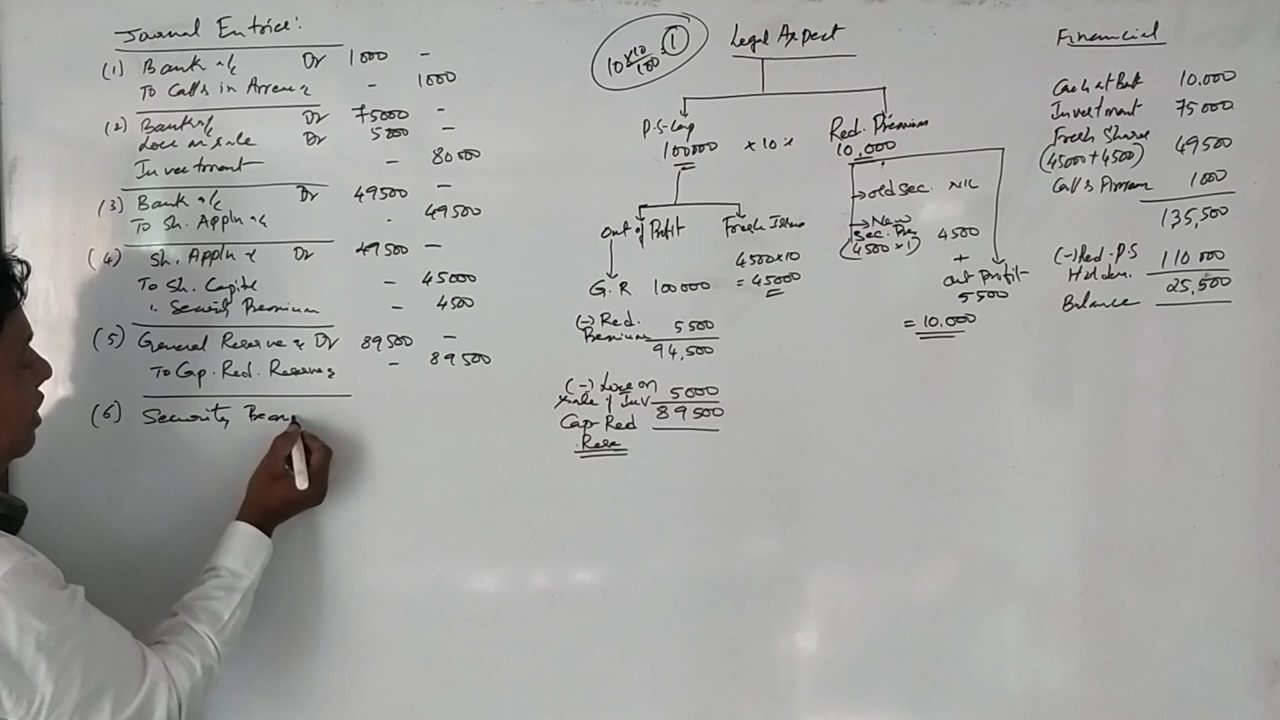 Journal Entries:
(1) Bank a/c Dr 1000 -
To Calls in Arrear a/c - 1000
(2) Bank a/c Dr 75000 -
Loss on sale Dr 5000 -
Investment - 80000
(3) Bank a/c Dr 49500 -
To Sh. Appln a/c - 49500
(4) Sh. Appln a/c Dr 49500 -
To Sh. Capital - 45000
" Security Premium - 4500
(5) General Reserve a/c Dr 89500 -
To Cap. Red. Reserve - 89500
(6) Security
10 × 10/100 = 1
Legal Aspect
P.S. Cap
100000 × 10%
Red. Premium
10,000
out of Profit
Fresh Issue
G.R 100000
4500×10
= 45000
(-) Red.
Premium 5500
94,500
(-) Loss on
sale of Inv 5000
89500
Cap Red
Rese
→ old Sec. NIL
→ New
Sec. Pre 4500
(4500 × 1)
+
out Profit
5500
= 10,000
Financial
Cash at Bank 10.000
Investment 75000
Fresh Share
(45000 + 4500) 49500
Calls Arrear 1000
135,500
(-) Red. P.S
Holders. 110 000
Balance 25,500